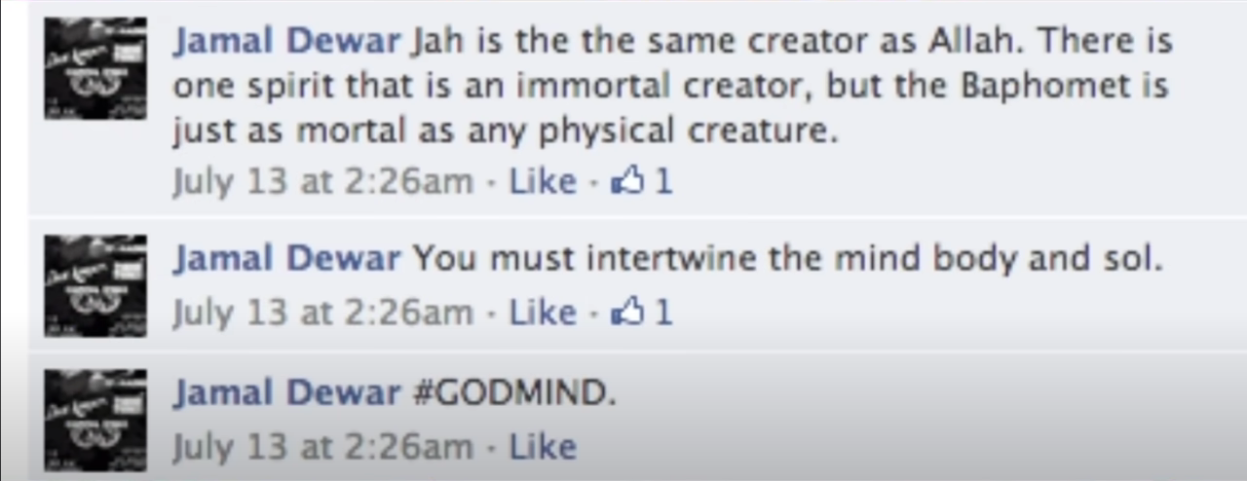 Jamal Dewar Jah is the the same creator as Allah. There is
one spirit that is an immortal creator, but the Baphomet is
just as mortal as any physical creature.
July 13 at 2:26am · Like · 1
Jamal Dewar You must intertwine the mind body and sol.
July 13 at 2:26am · Like · 1
Jamal Dewar #GODMIND.
July 13 at 2:26am · Like